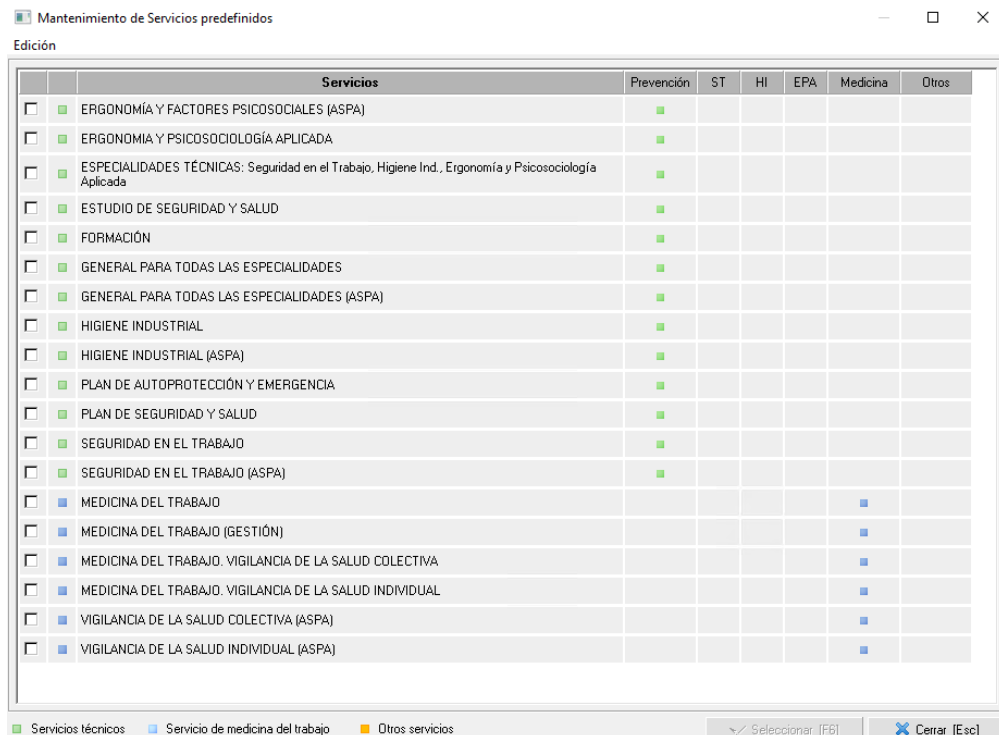 Mantenimiento de Servicios predefinidos
Edición
Servicios Prevención ST HI EPA Medicina Otros
ERGONOMÍA Y FACTORES PSICOSOCIALES (ASPA)
ERGONOMIA Y PSICOSOCIOLOGÍA APLICADA
ESPECIALIDADES TÉCNICAS: Seguridad en el Trabajo, Higiene Ind., Ergonomía y Psicosociología
Aplicada
ESTUDIO DE SEGURIDAD Y SALUD
FORMACIÓN
GENERAL PARA TODAS LAS ESPECIALIDADES
GENERAL PARA TODAS LAS ESPECIALIDADES (ASPA)
HIGIENE INDUSTRIAL
HIGIENE INDUSTRIAL (ASPA)
PLAN DE AUTOPROTECCIÓN Y EMERGENCIA
PLAN DE SEGURIDAD Y SALUD
SEGURIDAD EN EL TRABAJO
SEGURIDAD EN EL TRABAJO (ASPA)
MEDICINA DEL TRABAJO
MEDICINA DEL TRABAJO (GESTIÓN)
MEDICINA DEL TRABAJO. VIGILANCIA DE LA SALUD COLECTIVA
MEDICINA DEL TRABAJO. VIGILANCIA DE LA SALUD INDIVIDUAL
VIGILANCIA DE LA SALUD COLECTIVA (ASPA)
VIGILANCIA DE LA SALUD INDIVIDUAL (ASPA)
Servicios técnicos Servicio de medicina del trabajo Otros servicios Seleccionar [F6] Cerrar [Esc]